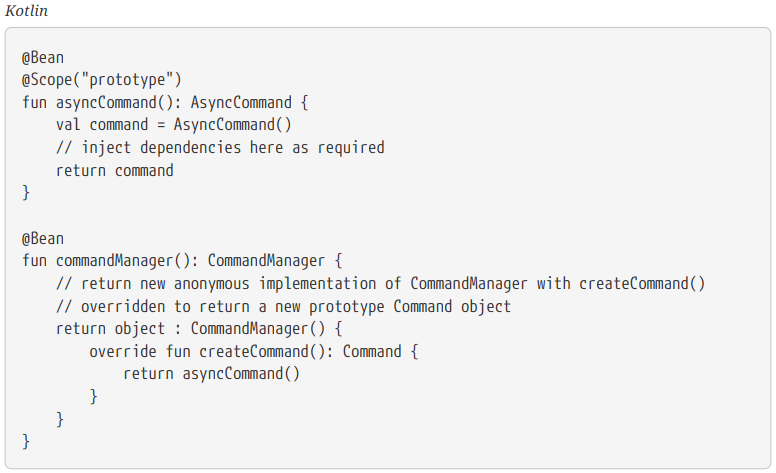 Kotlin
@Bean
@Scope("prototype")
fun asyncCommand(): AsyncCommand {
    val command = AsyncCommand()
    // inject dependencies here as required
    return command
}

@Bean
fun commandManager(): CommandManager {
    // return new anonymous implementation of CommandManager with createCommand()
    // overridden to return a new prototype Command object
    return object : CommandManager() {
        override fun createCommand(): Command {
            return asyncCommand()
        }
    }
}